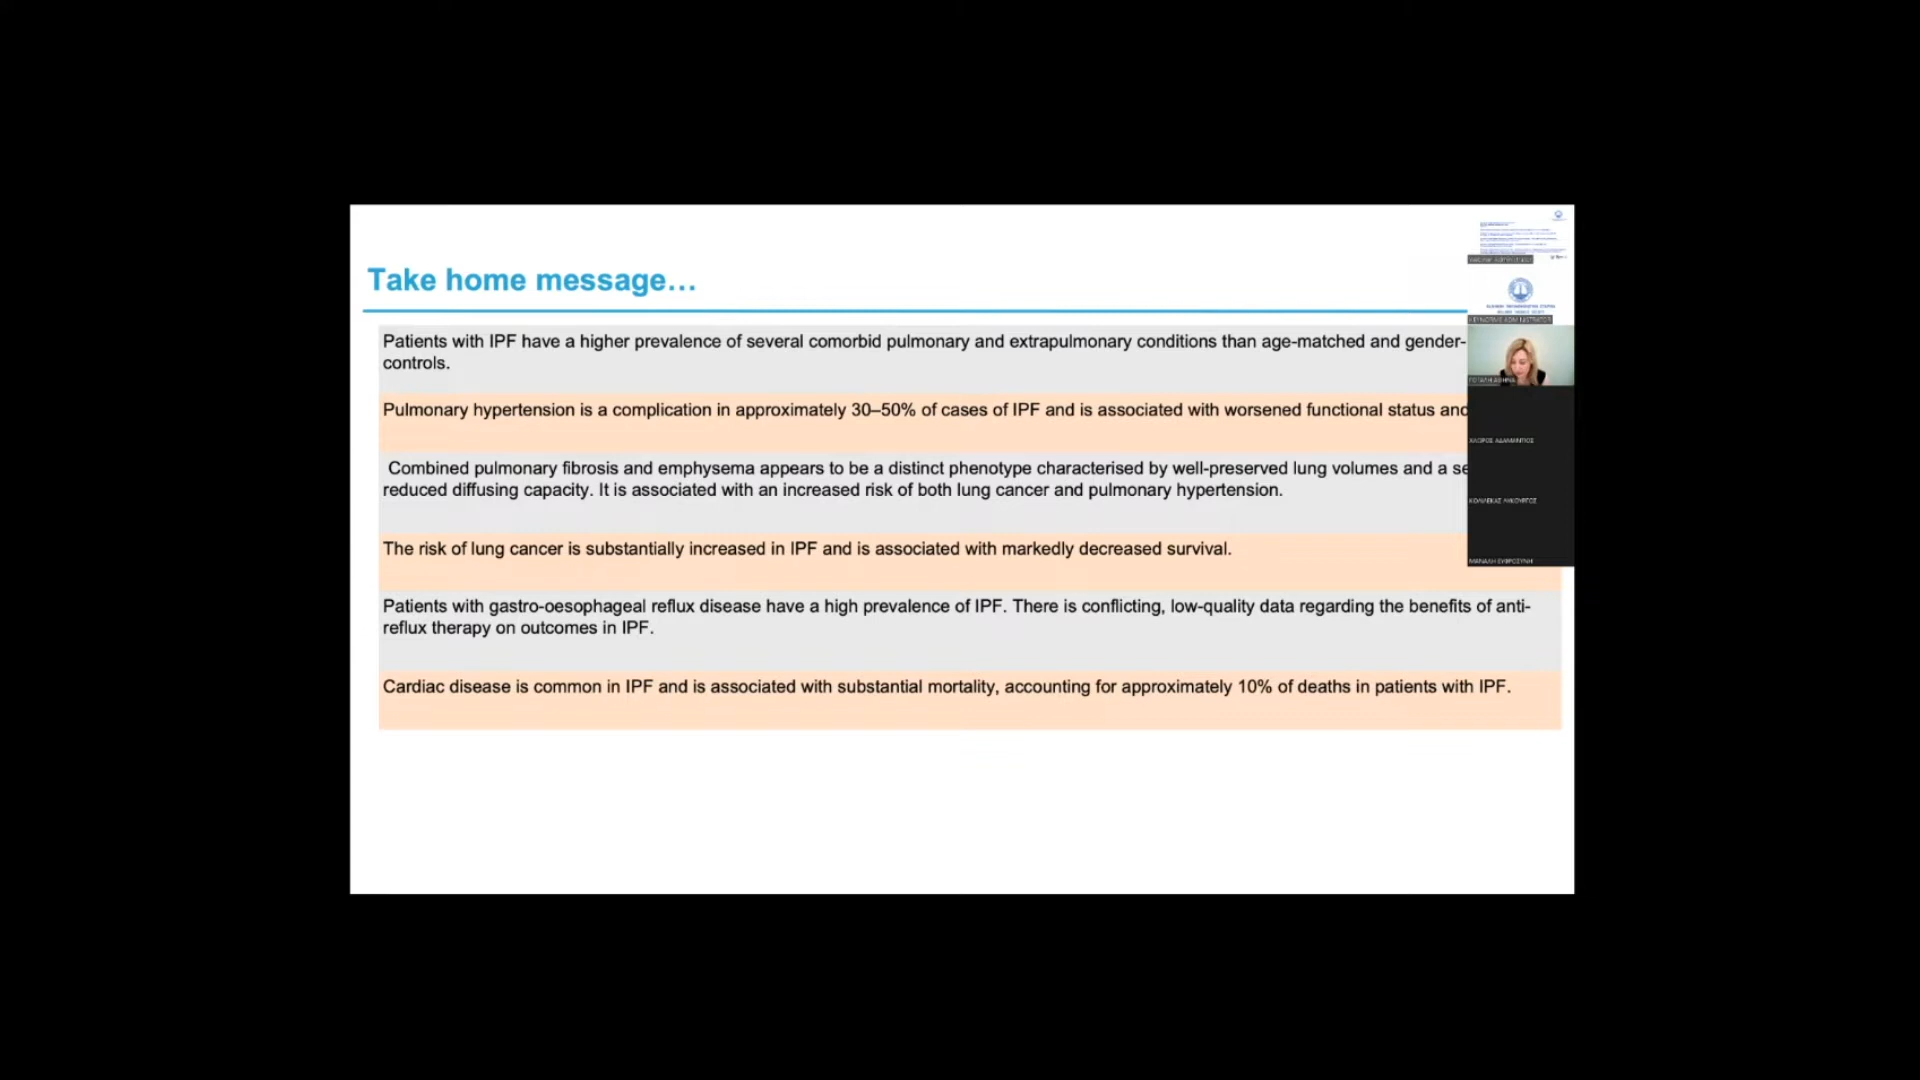 Take home message...
Patients with IPF have a higher prevalence of several comorbid pulmonary and extrapulmonary conditions than age-matched and gender-
controls.
Pulmonary hypertension is a complication in approximately 30–50% of cases of IPF and is associated with worsened functional status and
Combined pulmonary fibrosis and emphysema appears to be a distinct phenotype characterised by well-preserved lung volumes and a se
reduced diffusing capacity. It is associated with an increased risk of both lung cancer and pulmonary hypertension.
The risk of lung cancer is substantially increased in IPF and is associated with markedly decreased survival.
Patients with gastro-oesophageal reflux disease have a high prevalence of IPF. There is conflicting, low-quality data regarding the benefits of anti-
reflux therapy on outcomes in IPF.
Cardiac disease is common in IPF and is associated with substantial mortality, accounting for approximately 10% of deaths in patients with IPF.